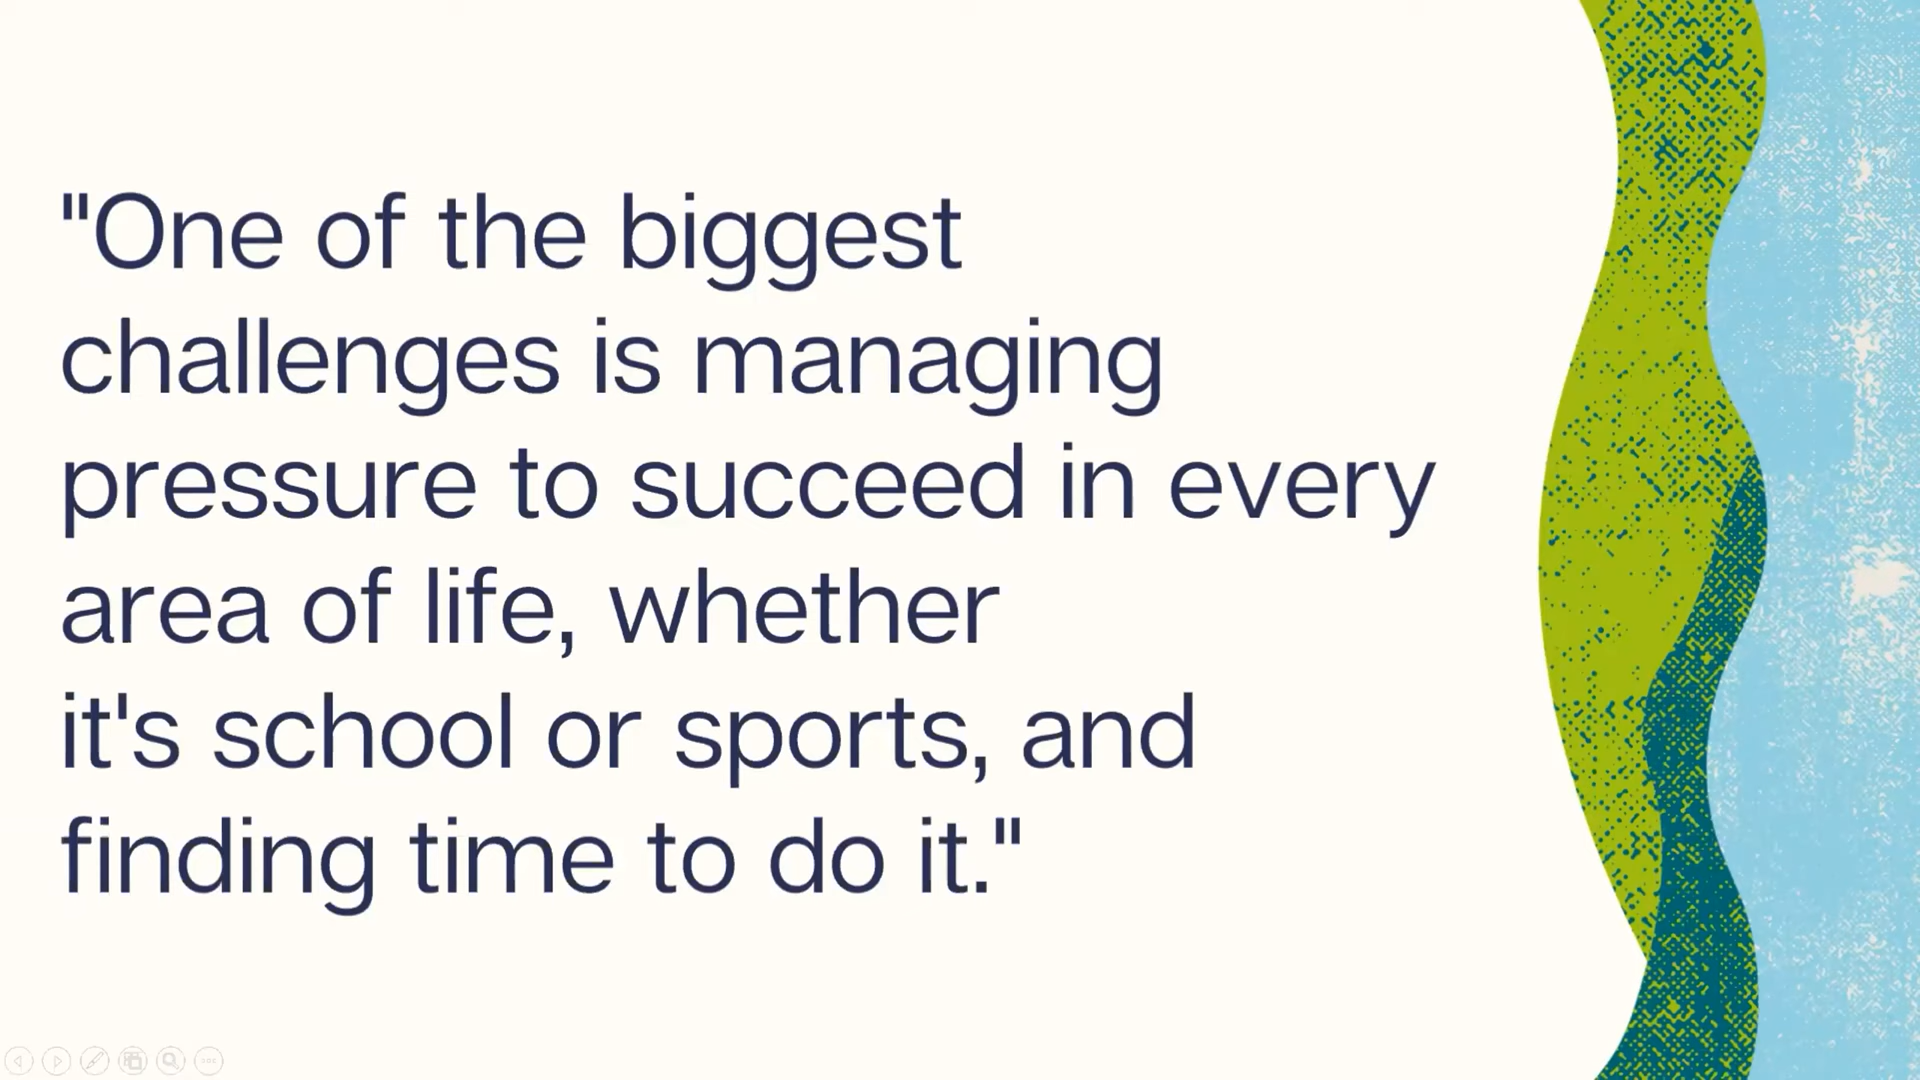 "One of the biggest
challenges is managing
pressure to succeed in every
area of life, whether
it's school or sports, and
finding time to do it."